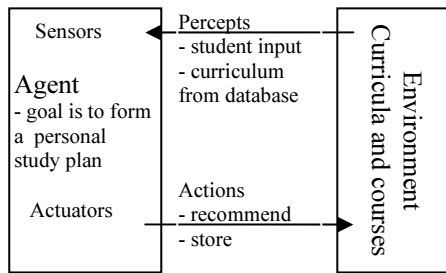 Sensors
Agent
- goal is to form
a personal
study plan
Actuators
Percepts
- student input
- curriculum
from database
Actions
- recommend
- store
Environment
Curricula and courses